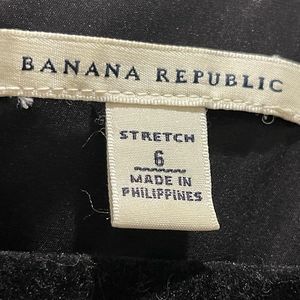 BANANA REPUBLIC
STRETCH
6
MADE IN
PHILIPPINES